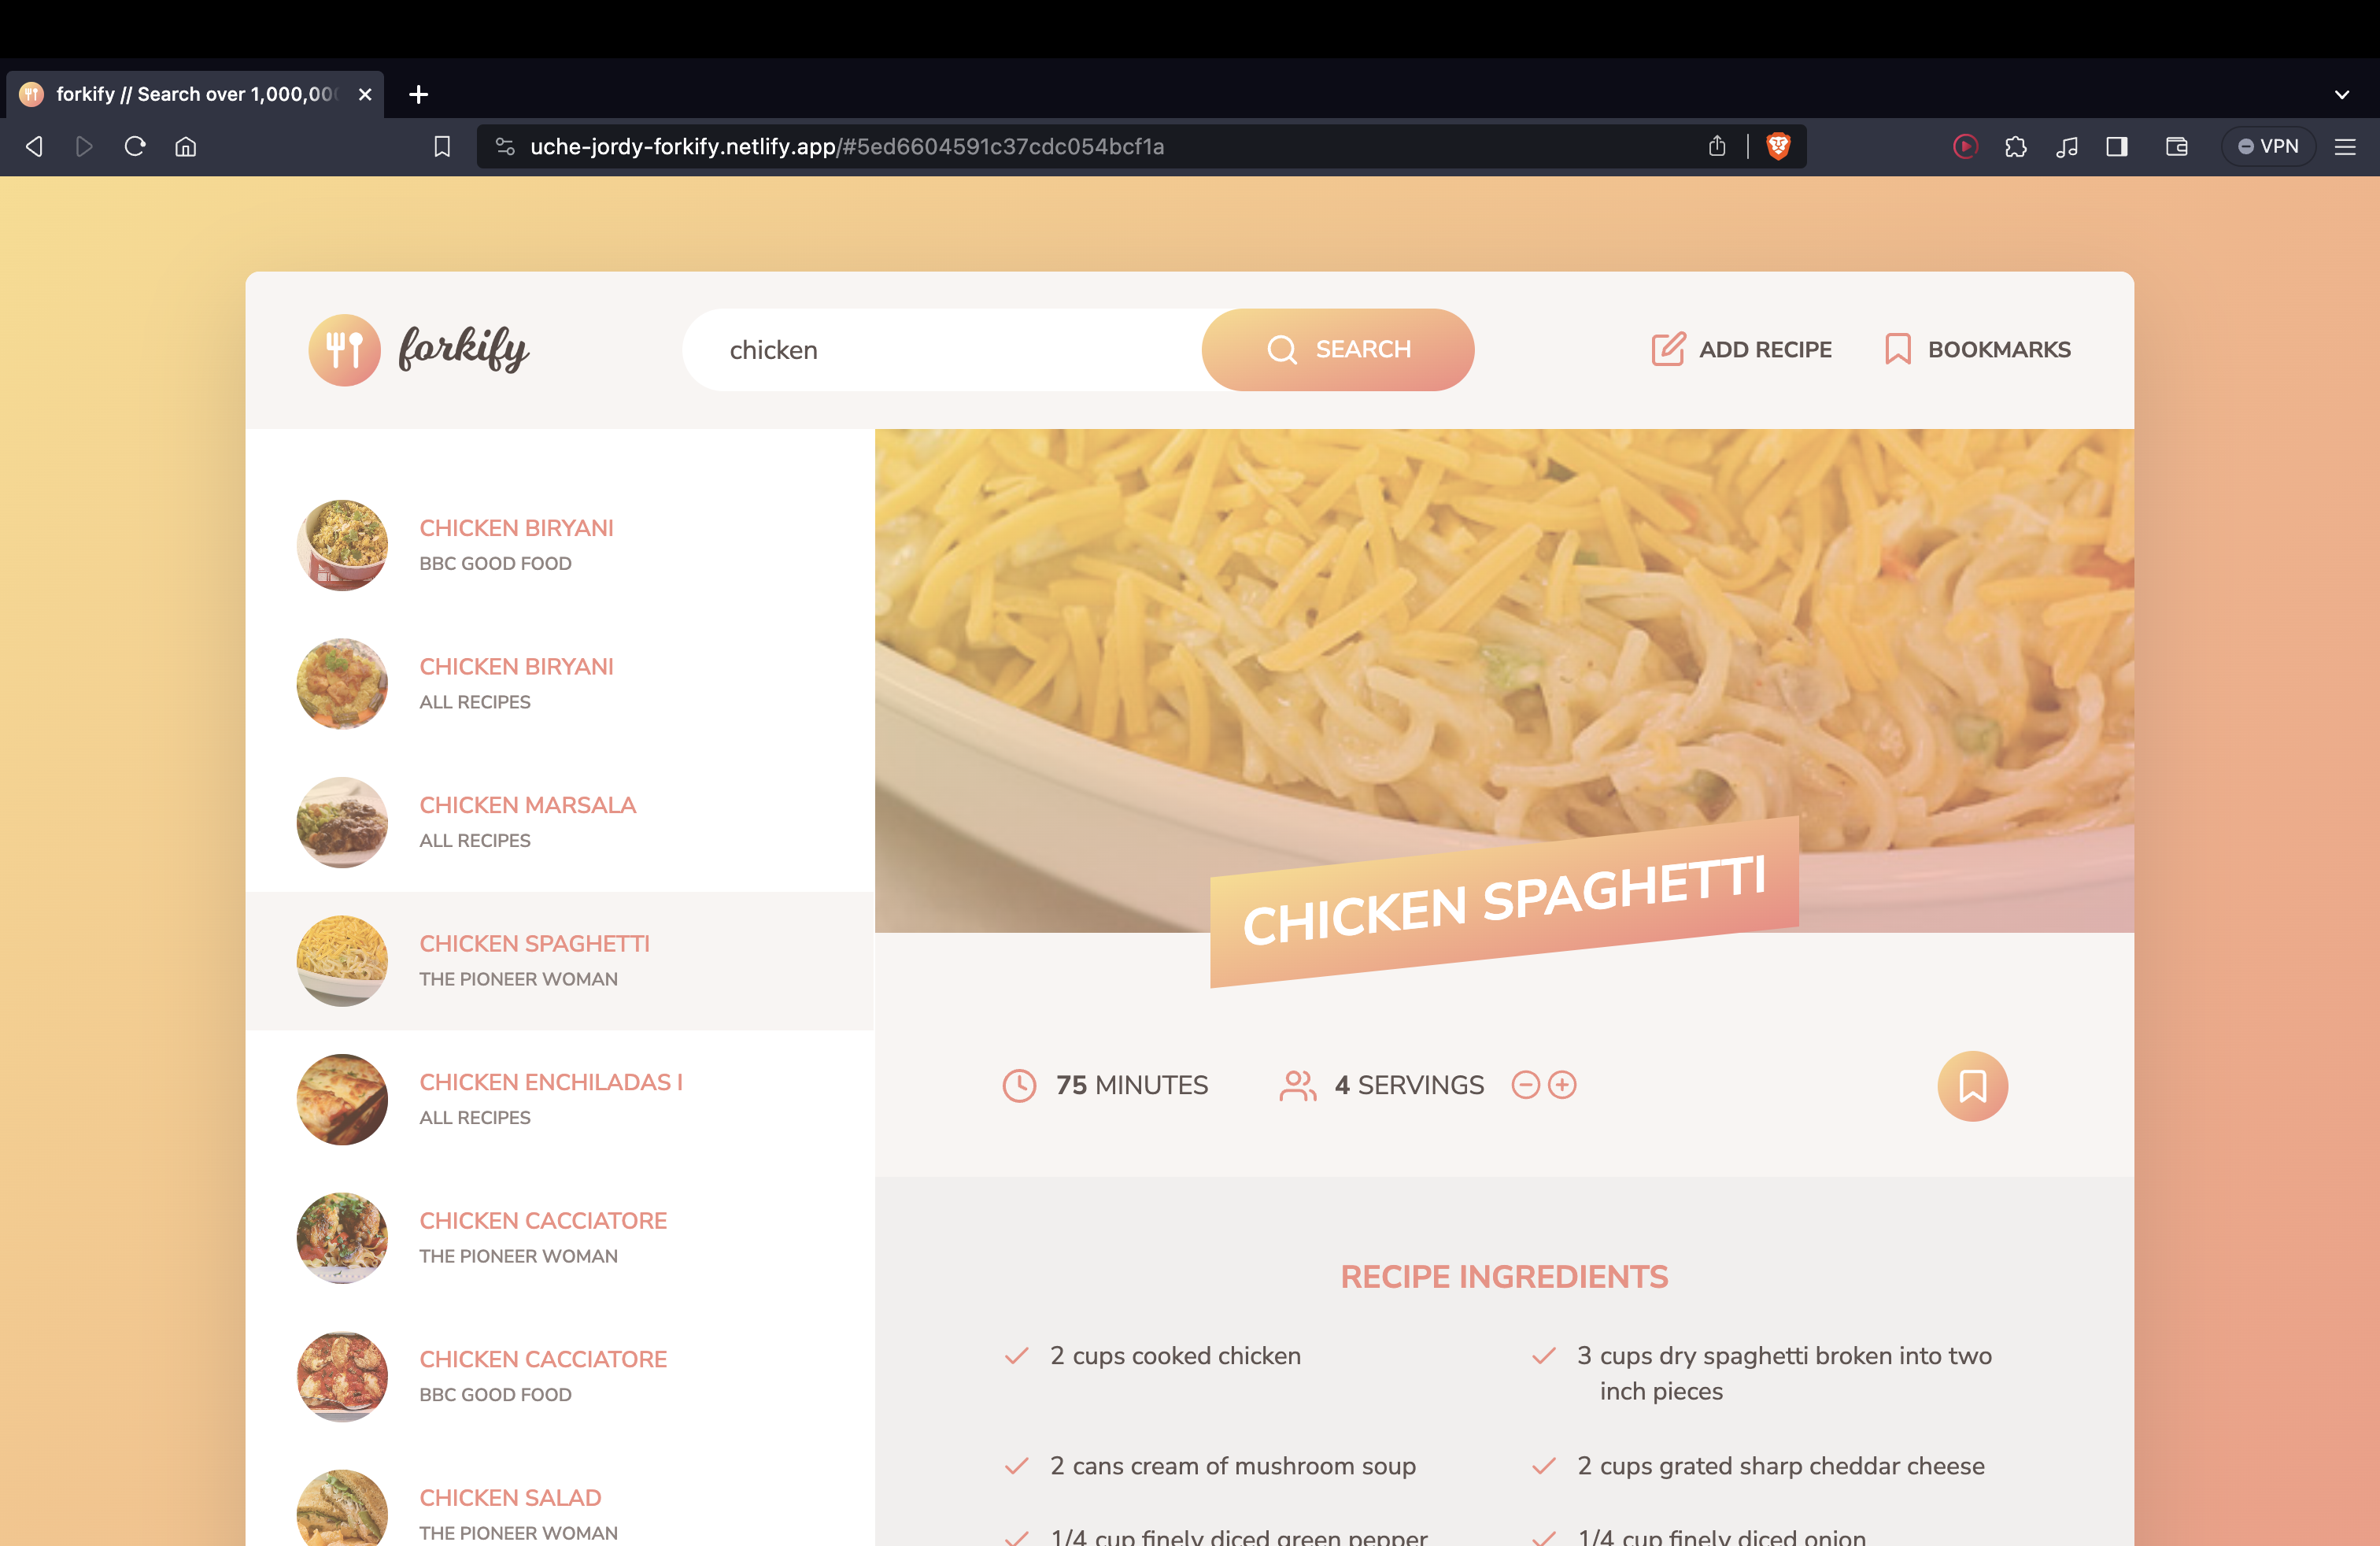 forkify // Search over 1,000,00
uche-jordy-forkify.netlify.app/#5ed6604591c37cdc054bcf1a
VPN
forkify
chicken
SEARCH
ADD RECIPE
BOOKMARKS
CHICKEN BIRYANI
BBC GOOD FOOD
CHICKEN BIRYANI
ALL RECIPES
CHICKEN MARSALA
ALL RECIPES
CHICKEN SPAGHETTI
THE PIONEER WOMAN
CHICKEN ENCHILADAS I
ALL RECIPES
CHICKEN CACCIATORE
THE PIONEER WOMAN
CHICKEN CACCIATORE
BBC GOOD FOOD
CHICKEN SALAD
THE PIONEER WOMAN
CHICKEN SPAGHETTI
75 MINUTES
4 SERVINGS
RECIPE INGREDIENTS
2 cups cooked chicken
3 cups dry spaghetti broken into two
inch pieces
2 cans cream of mushroom soup
2 cups grated sharp cheddar cheese
1/4 cup finely diced green pepper
1/4 cup finely diced onion